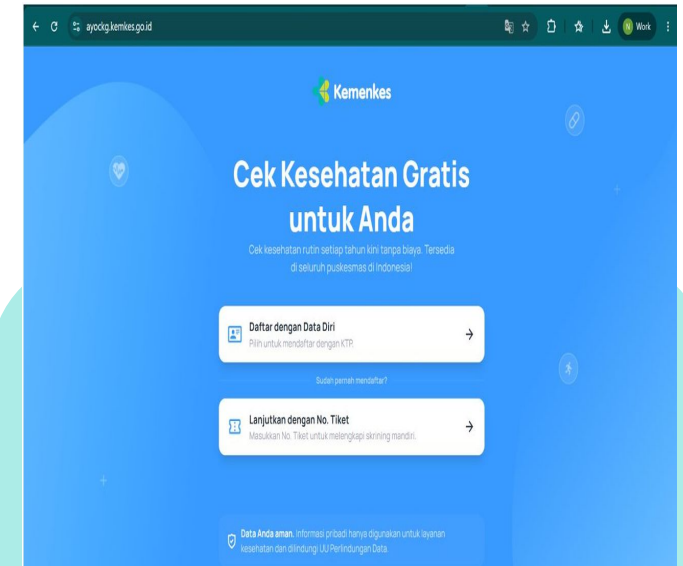 ayockg.kemkes.go.id
N Work
Kemenkes
Cek Kesehatan Gratis
untuk Anda
Cek kesehatan rutin setiap tahun kini tanpa biaya. Tersedia
di seluruh puskesmas di Indonesia!
Daftar dengan Data Diri
Pilih untuk mendaftar dengan KTP.
Sudah pernah mendaftar?
Lanjutkan dengan No. Tiket
Masukkan No. Tiket untuk melengkapi skrining mandiri.
Data Anda aman. Informasi pribadi hanya digunakan untuk layanan
kesehatan dan dilindungi UU Perlindungan Data.